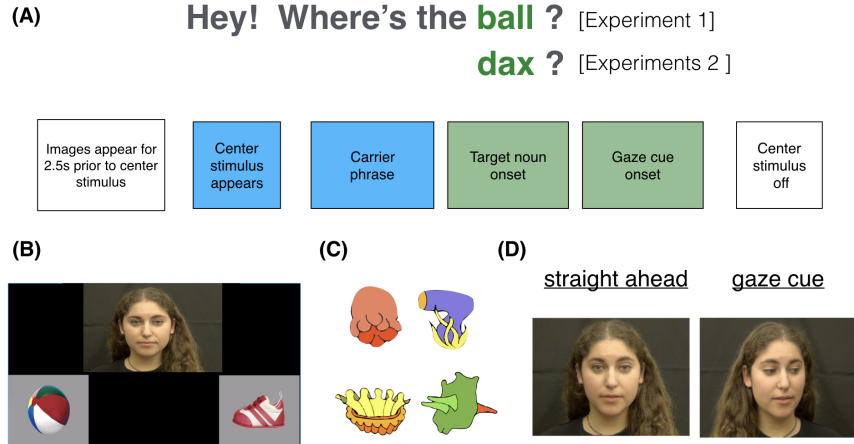 (A)
Hey! Where's the ball ? [Experiment 1]
dax ? [Experiments 2 ]
Images appear for
2.5s prior to center
stimulus
Center
stimulus
appears
Carrier
phrase
Target noun
onset
Gaze cue
onset
Center
stimulus
off
(B)
(C)
(D)
straight ahead
gaze cue